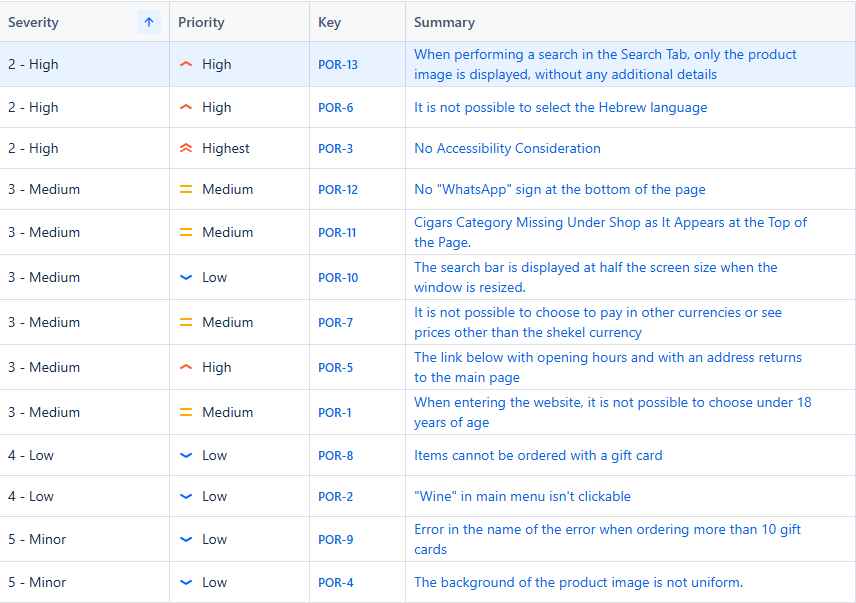 Severity Priority Key Summary
2 - High High POR-13 When performing a search in the Search Tab, only the product
image is displayed, without any additional details
2 - High High POR-6 It is not possible to select the Hebrew language
2 - High Highest POR-3 No Accessibility Consideration
3 - Medium Medium POR-12 No "WhatsApp" sign at the bottom of the page
3 - Medium Medium POR-11 Cigars Category Missing Under Shop as It Appears at the Top of
the Page.
3 - Medium Low POR-10 The search bar is displayed at half the screen size when the
window is resized.
3 - Medium Medium POR-7 It is not possible to choose to pay in other currencies or see
prices other than the shekel currency
3 - Medium High POR-5 The link below with opening hours and with an address returns
to the main page
3 - Medium Medium POR-1 When entering the website, it is not possible to choose under 18
years of age
4 - Low Low POR-8 Items cannot be ordered with a gift card
4 - Low Low POR-2 "Wine" in main menu isn't clickable
5 - Minor Low POR-9 Error in the name of the error when ordering more than 10 gift
cards
5 - Minor Low POR-4 The background of the product image is not uniform.